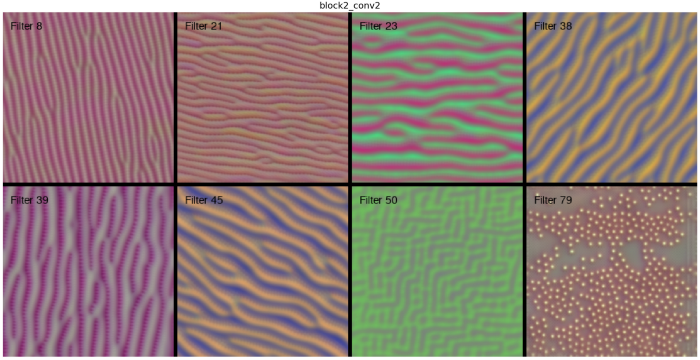 block2_conv2
Filter 8
Filter 21
Filter 23
Filter 38
Filter 39
Filter 45
Filter 50
Filter 79